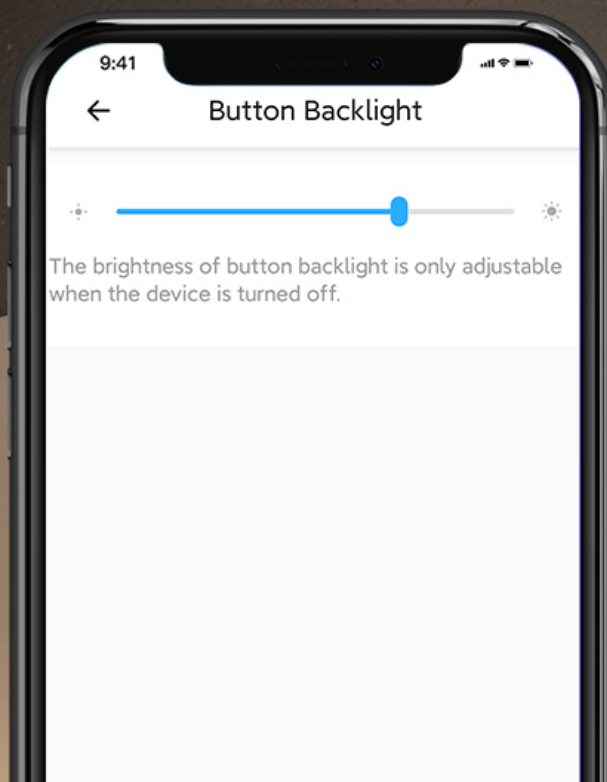 9:41
Button Backlight
The brightness of button backlight is only adjustable
when the device is turned off.